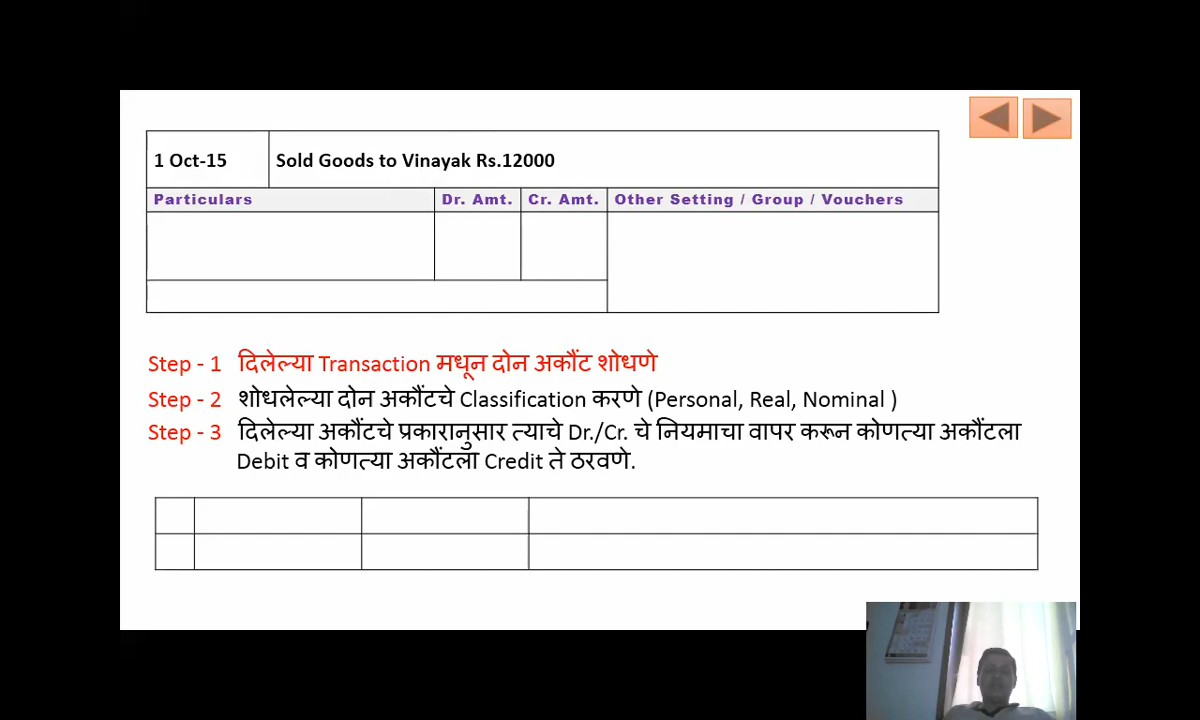 1 Oct-15 Sold Goods to Vinayak Rs.12000
Particulars Dr. Amt. Cr. Amt. Other Setting / Group / Vouchers
Step - 1 दिलेल्या Transaction मधून दोन अकौंट शोधणे
Step - 2 शोधलेल्या दोन अकौंटचे Classification करणे (Personal, Real, Nominal )
Step - 3 दिलेल्या अकौंटचे प्रकारानुसार त्याचे Dr./Cr. चे नियमाचा वापर करून कोणत्या अकौंटला
Debit व कोणत्या अकौंटला Credit ते ठरवणे.